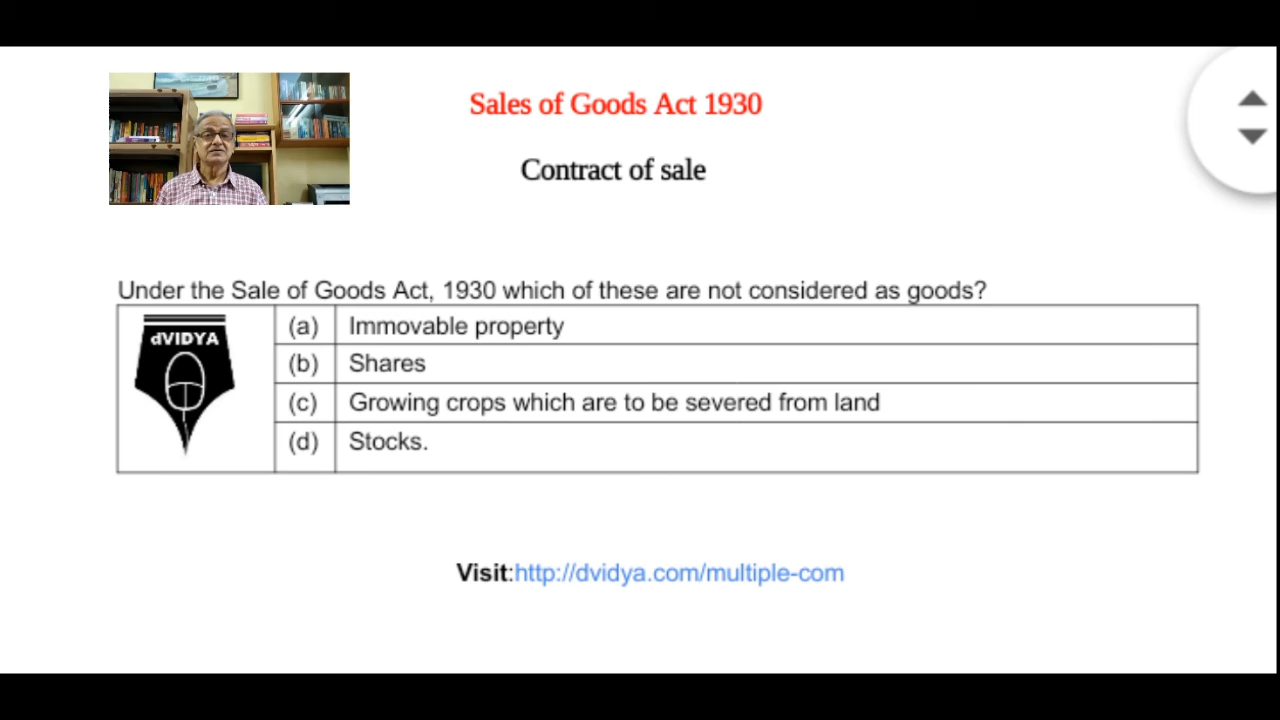 Sales of Goods Act 1930
Contract of sale
Under the Sale of Goods Act, 1930 which of these are not considered as goods?
dVIDYA
(a) Immovable property
(b) Shares
(c) Growing crops which are to be severed from land
(d) Stocks.
Visit:http://dvidya.com/multiple-com